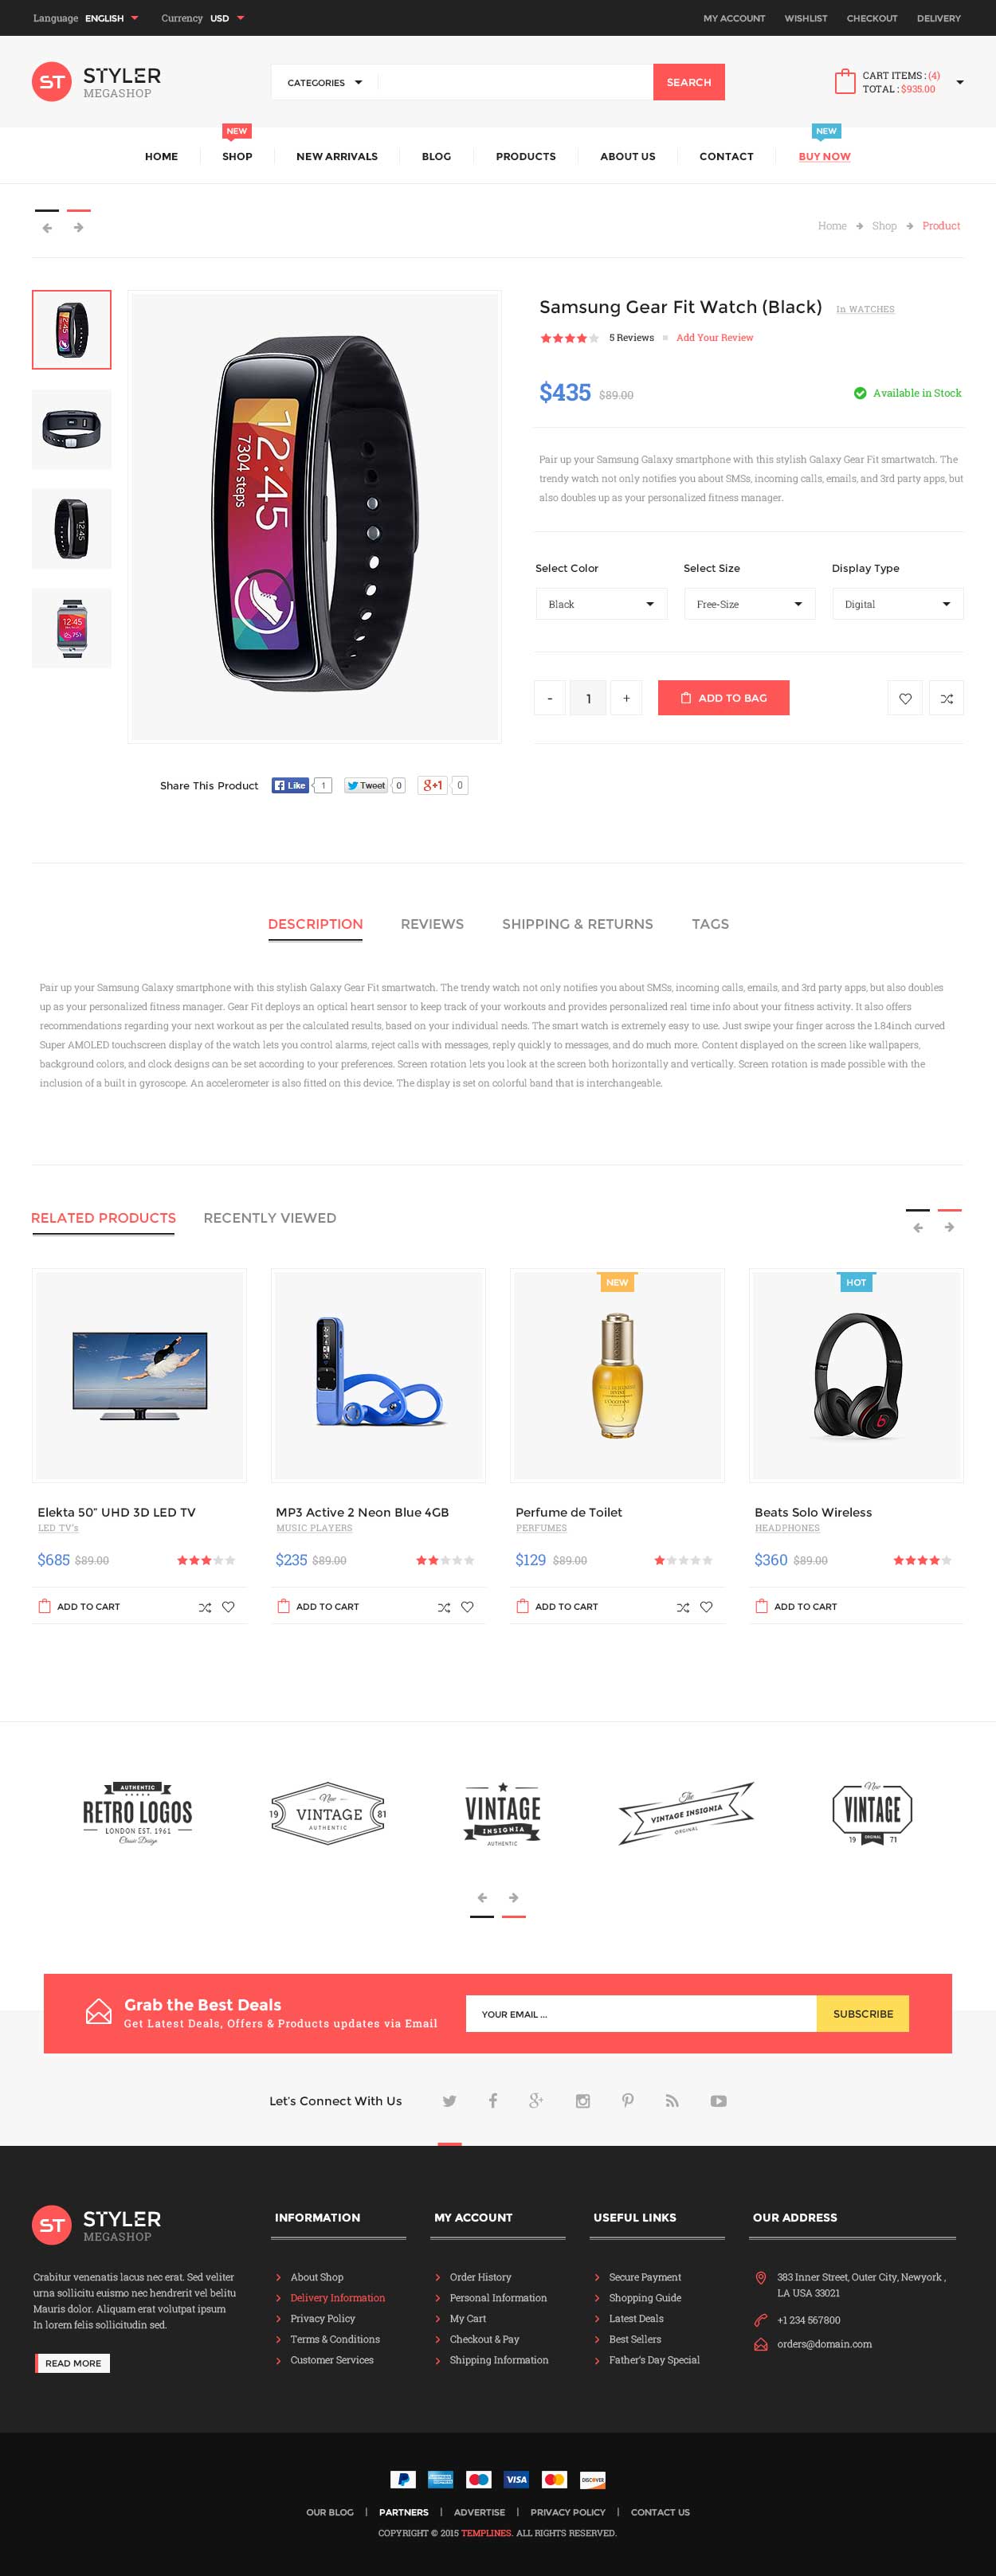 Language ENGLISH Currency USD MY ACCOUNT WISHLIST CHECKOUT DELIVERY
ST STYLER
MEGASHOP
CATEGORIES SEARCH
CART ITEMS : (4)
TOTAL : $935.00
NEW NEW
HOME SHOP NEW ARRIVALS BLOG PRODUCTS ABOUT US CONTACT BUY NOW
Home Shop Product
12:45
7304 steps
Samsung Gear Fit Watch (Black) In WATCHES
5 Reviews Add Your Review
$435 $89.00 Available in Stock
Pair up your Samsung Galaxy smartphone with this stylish Galaxy Gear Fit smartwatch. The
trendy watch not only notifies you about SMSs, incoming calls, emails, and 3rd party apps, but
also doubles up as your personalized fitness manager.
Select Color Select Size Display Type
Black Free-Size Digital
- 1 + ADD TO BAG
Share This Product Like 1 Tweet 0 g+1 0
DESCRIPTION REVIEWS SHIPPING & RETURNS TAGS
Pair up your Samsung Galaxy smartphone with this stylish Galaxy Gear Fit smartwatch. The trendy watch not only notifies you about SMSs, incoming calls, emails, and 3rd party apps, but also doubles
up as your personalized fitness manager. Gear Fit deploys an optical heart sensor to keep track of your workouts and provides personalized real time info about your fitness activity. It also offers
recommendations regarding your next workout as per the calculated results, based on your individual needs. The smart watch is extremely easy to use. Just swipe your finger across the 1.84inch curved
Super AMOLED touchscreen display of the watch lets you control alarms, reject calls with messages, reply quickly to messages, and do much more. Content displayed on the screen like wallpapers,
background colors, and clock designs can be set according to your preferences. Screen rotation lets you look at the screen both horizontally and vertically. Screen rotation is made possible with the
inclusion of a built in gyroscope. An accelerometer is also fitted on this device. The display is set on colorful band that is interchangeable.
RELATED PRODUCTS RECENTLY VIEWED
NEW HOT
Elekta 50" UHD 3D LED TV MP3 Active 2 Neon Blue 4GB Perfume de Toilet Beats Solo Wireless
LED TV's MUSIC PLAYERS PERFUMES HEADPHONES
$685 $89.00 $235 $89.00 $129 $89.00 $360 $89.00
ADD TO CART ADD TO CART ADD TO CART ADD TO CART
AUTHENTIC
RETRO LOGOS
LONDON EST. 1961
Classic Design
New
19 VINTAGE 81
AUTHENTIC
VINTAGE
INSIGNIA
AUTHENTIC
The
VINTAGE INSIGNIA
ORIGINAL
New
VINTAGE
19 ORIGINAL 71
Grab the Best Deals
Get Latest Deals, Offers & Products updates via Email
YOUR EMAIL ... SUBSCRIBE
Let's Connect With Us
ST STYLER
MEGASHOP
Crabitur venenatis lacus nec erat. Sed veliter
urna sollicitu euismo nec hendrerit vel belitu
Mauris dolor. Aliquam erat volutpat ipsum
In lorem felis sollicitudin sed.
READ MORE
INFORMATION
About Shop
Delivery Information
Privacy Policy
Terms & Conditions
Customer Services
MY ACCOUNT
Order History
Personal Information
My Cart
Checkout & Pay
Shipping Information
USEFUL LINKS
Secure Payment
Shopping Guide
Latest Deals
Best Sellers
Father's Day Special
OUR ADDRESS
383 Inner Street, Outer City, Newyork ,
LA USA 33021
+1 234 567800
orders@domain.com
VISA DISCOVER
OUR BLOG | PARTNERS | ADVERTISE | PRIVACY POLICY | CONTACT US
COPYRIGHT © 2015 TEMPLINES. ALL RIGHTS RESERVED.